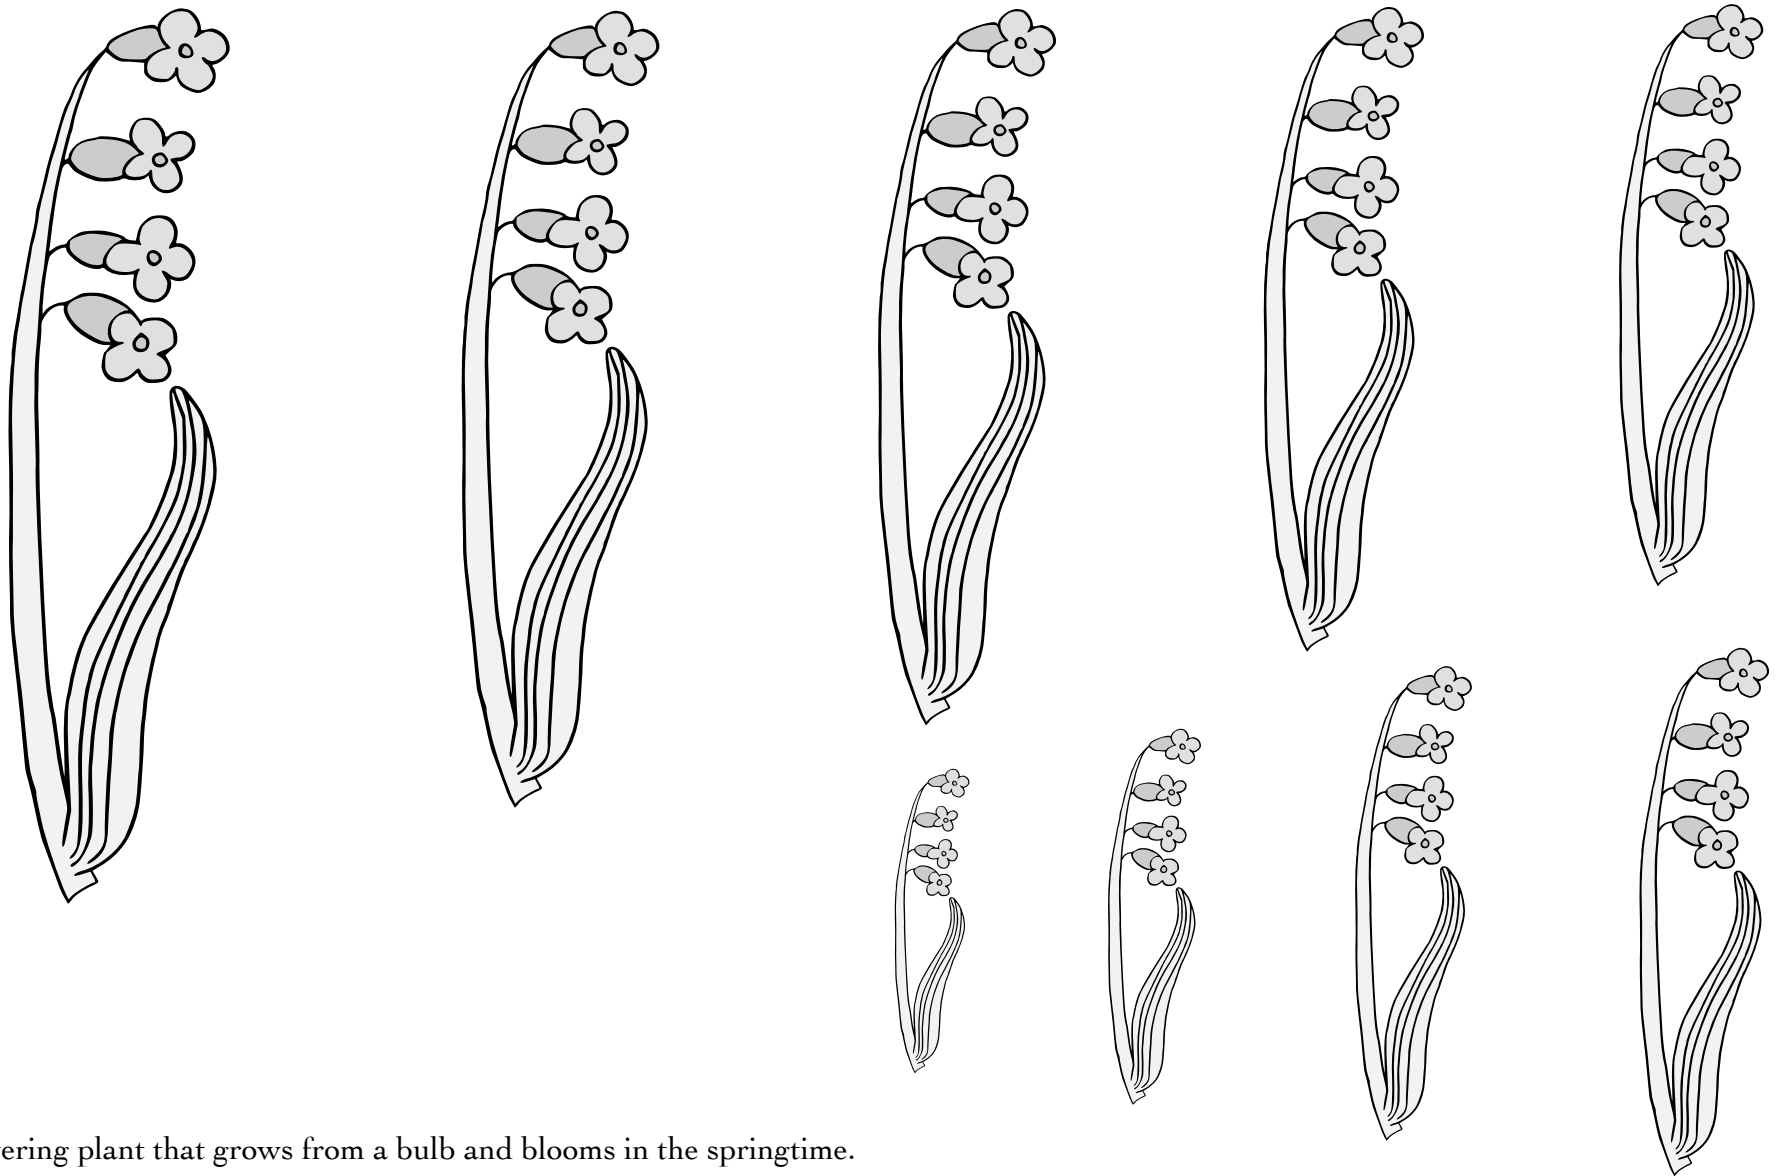 ering plant that grows from a bulb and blooms in the springtime.